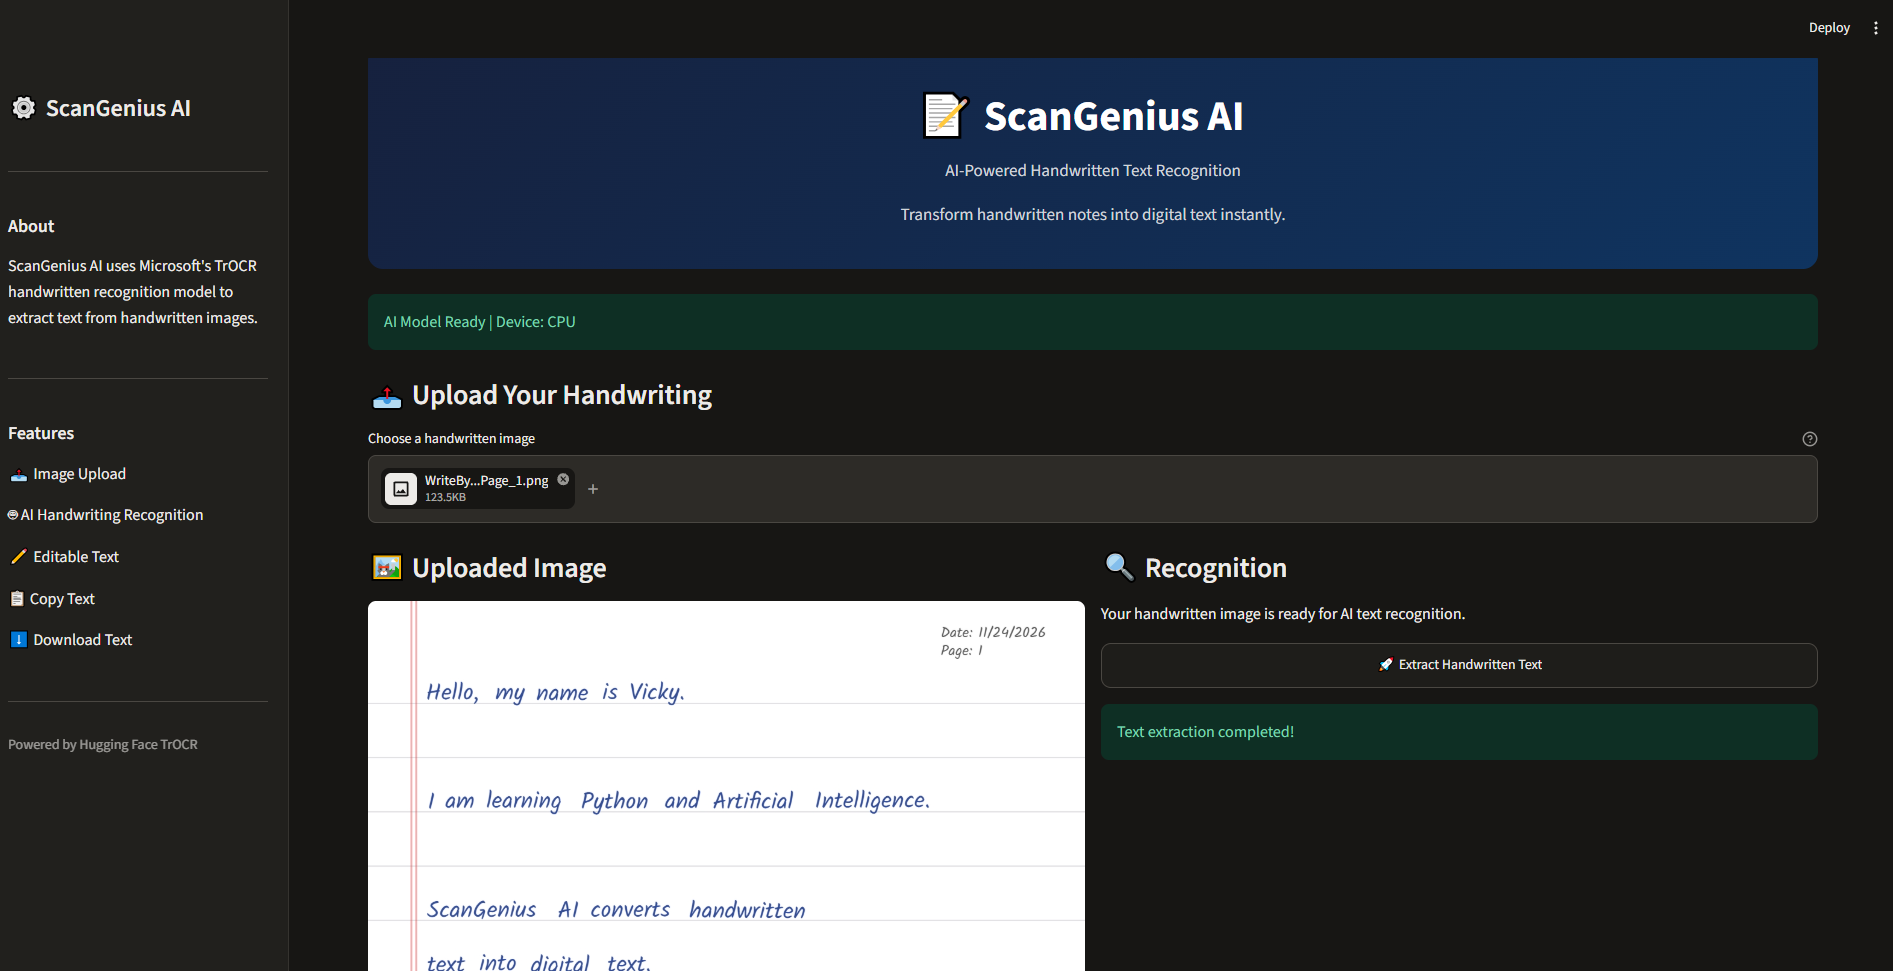 Deploy
ScanGenius AI
About
ScanGenius AI uses Microsoft's TrOCR
handwritten recognition model to
extract text from handwritten images.
Features
Image Upload
AI Handwriting Recognition
Editable Text
Copy Text
Download Text
Powered by Hugging Face TrOCR
ScanGenius AI
AI-Powered Handwritten Text Recognition
Transform handwritten notes into digital text instantly.
AI Model Ready | Device: CPU
Upload Your Handwriting
Choose a handwritten image
WriteBy...Page_1.png
123.5KB
Uploaded Image
Date: 11/24/2026
Page: 1
Hello, my name is Vicky.
I am learning Python and Artificial Intelligence.
ScanGenius AI converts handwritten
text into digital text.
Recognition
Your handwritten image is ready for AI text recognition.
Extract Handwritten Text
Text extraction completed!